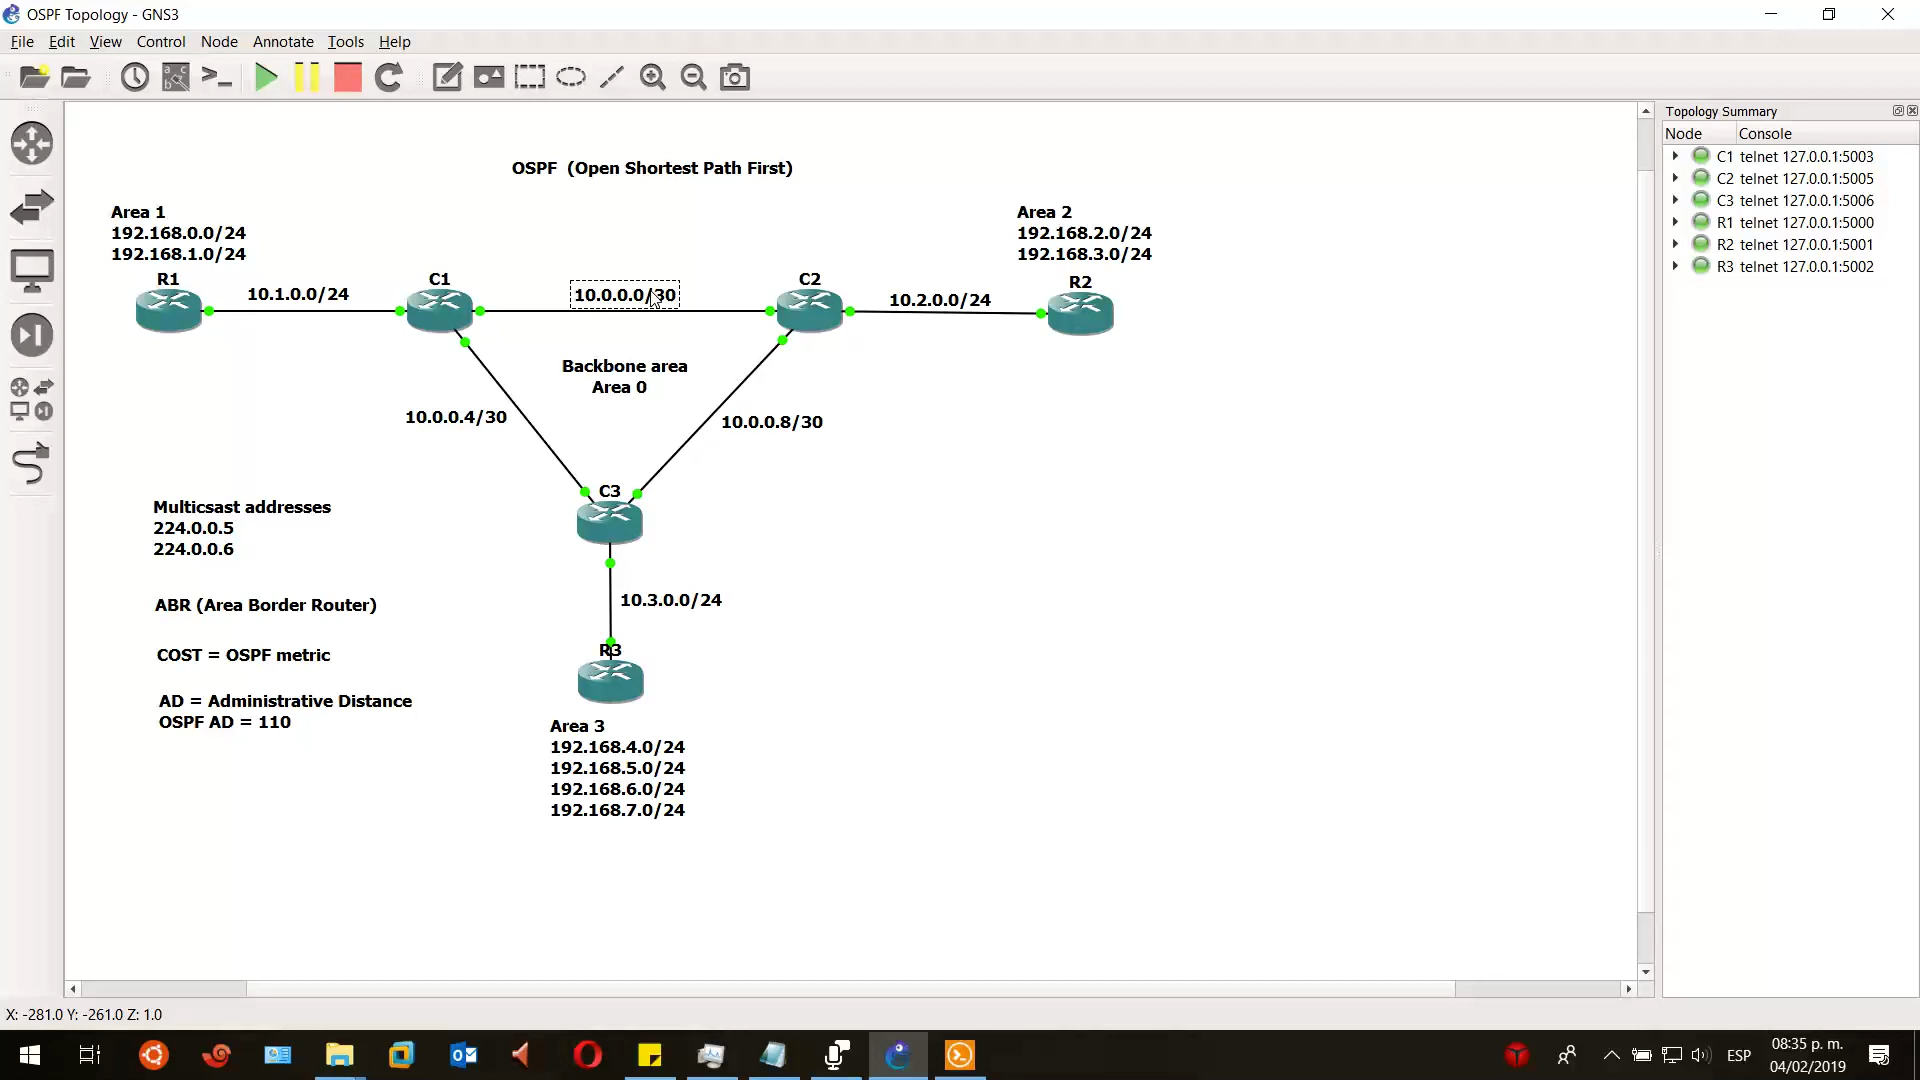 OSPF Topology - GNS3
File Edit View Control Node Annotate Tools Help
Topology Summary
Node Console
C1 telnet 127.0.0.1:5003
C2 telnet 127.0.0.1:5005
C3 telnet 127.0.0.1:5006
R1 telnet 127.0.0.1:5000
R2 telnet 127.0.0.1:5001
R3 telnet 127.0.0.1:5002
OSPF (Open Shortest Path First)
Area 1
192.168.0.0/24
192.168.1.0/24
R1
10.1.0.0/24
C1
10.0.0.0/30
C2
10.2.0.0/24
Area 2
192.168.2.0/24
192.168.3.0/24
R2
Backbone area
Area 0
10.0.0.4/30
10.0.0.8/30
C3
Multicsast addresses
224.0.0.5
224.0.0.6
ABR (Area Border Router)
10.3.0.0/24
COST = OSPF metric
R3
AD = Administrative Distance
OSPF AD = 110
Area 3
192.168.4.0/24
192.168.5.0/24
192.168.6.0/24
192.168.7.0/24
X: -281.0 Y: -261.0 Z: 1.0
ESP
08:35 p. m.
04/02/2019